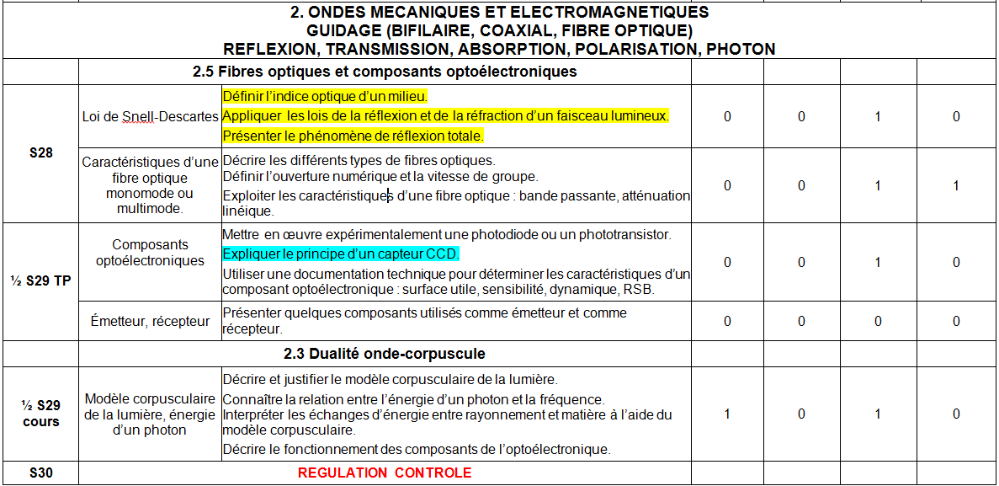 2. ONDES MECANIQUES ET ELECTROMAGNETIQUES
GUIDAGE (BIFILAIRE, COAXIAL, FIBRE OPTIQUE)
REFLEXION, TRANSMISSION, ABSORPTION, POLARISATION, PHOTON
2.5 Fibres optiques et composants optoélectroniques
S28
Loi de Snell-Descartes
Définir l’indice optique d’un milieu.
Appliquer les lois de la réflexion et de la réfraction d’un faisceau lumineux.
Présenter le phénomène de réflexion totale.
0 0 1 0
Caractéristiques d’une
fibre optique
monomode ou
multimode.
Décrire les différents types de fibres optiques.
Définir l’ouverture numérique et la vitesse de groupe.
Exploiter les caractéristiques d’une fibre optique : bande passante, atténuation
linéique.
0 0 1 1
½ S29 TP
Composants
optoélectroniques
Mettre en œuvre expérimentalement une photodiode ou un phototransistor.
Expliquer le principe d’un capteur CCD.
Utiliser une documentation technique pour déterminer les caractéristiques d’un
composant optoélectronique : surface utile, sensibilité, dynamique, RSB.
0 0 1 0
Émetteur, récepteur
Présenter quelques composants utilisés comme émetteur et comme
récepteur.
0 0 0 0
2.3 Dualité onde-corpuscule
½ S29
cours
Modèle corpusculaire
de la lumière, énergie
d’un photon
Décrire et justifier le modèle corpusculaire de la lumière.
Connaître la relation entre l’énergie d’un photon et la fréquence.
Interpréter les échanges d’énergie entre rayonnement et matière à l’aide du
modèle corpusculaire.
Décrire le fonctionnement des composants de l’optoélectronique.
1 0 1 0
S30
REGULATION CONTROLE